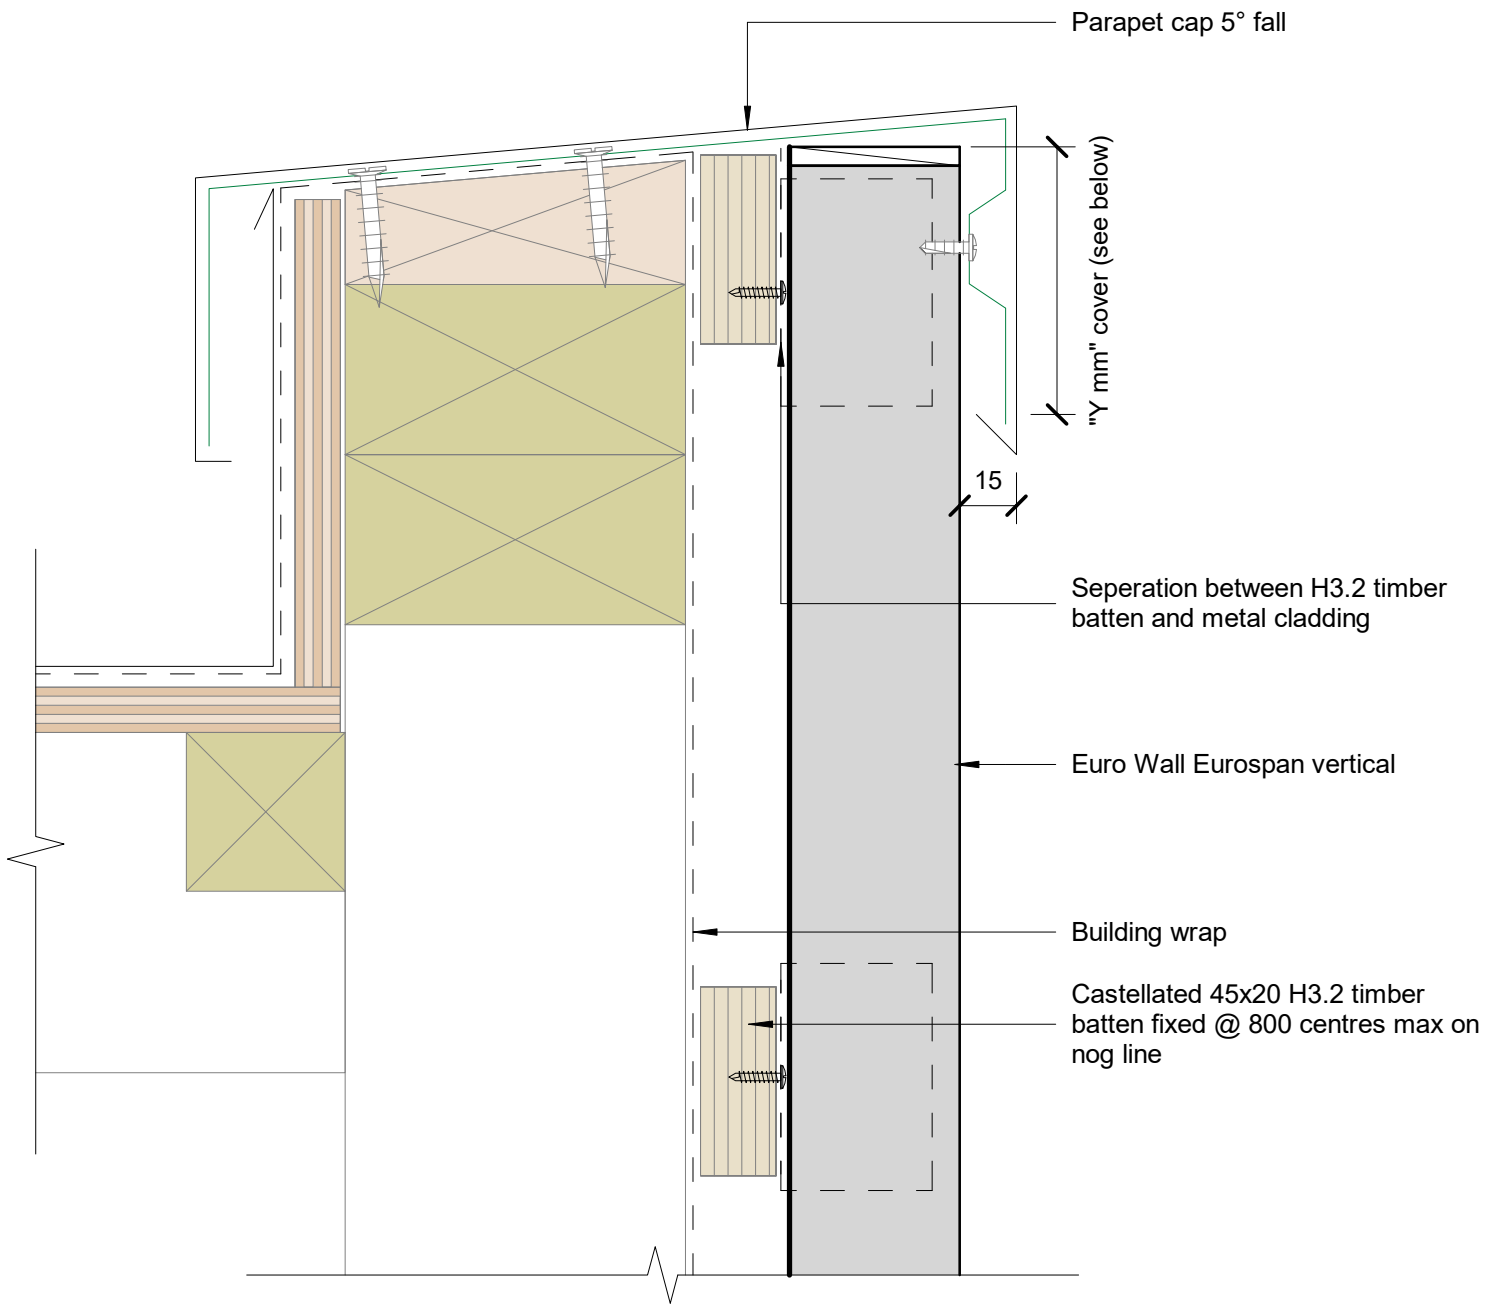 Parapet cap 5° fall
"Y mm" cover (see below)
15
Seperation between H3.2 timber
batten and metal cladding
Euro Wall Eurospan vertical
Building wrap
Castellated 45x20 H3.2 timber
batten fixed @ 800 centres max on
nog line